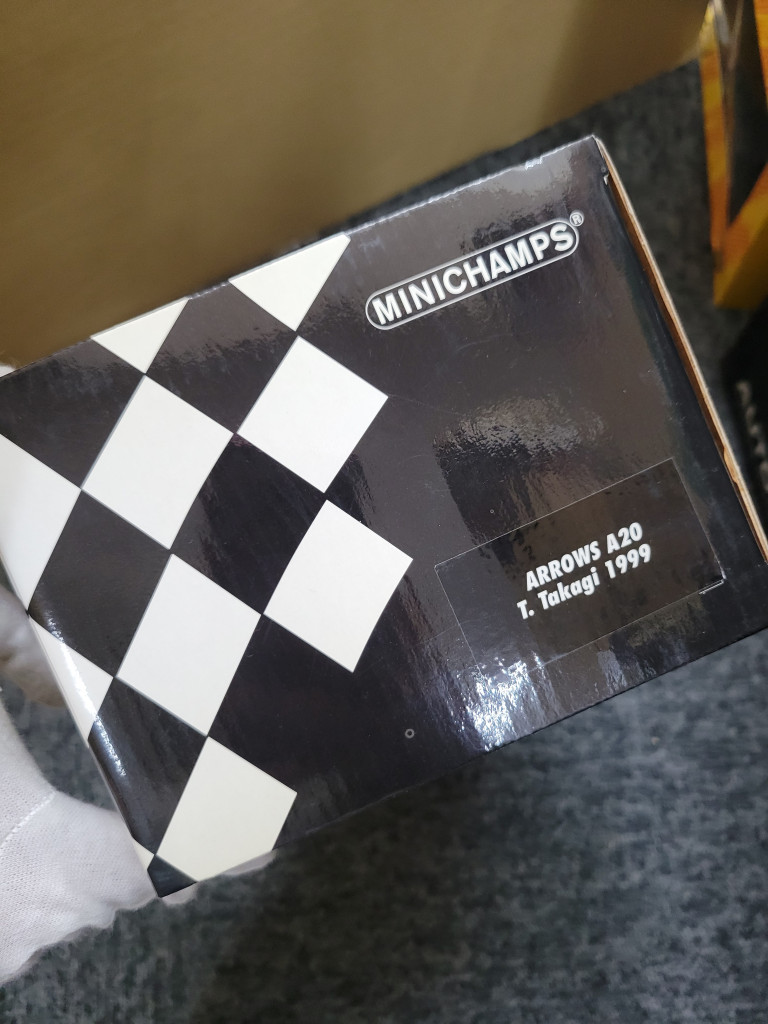 MINICHAMPS®
ARROWS A20
T. Takagi 1999